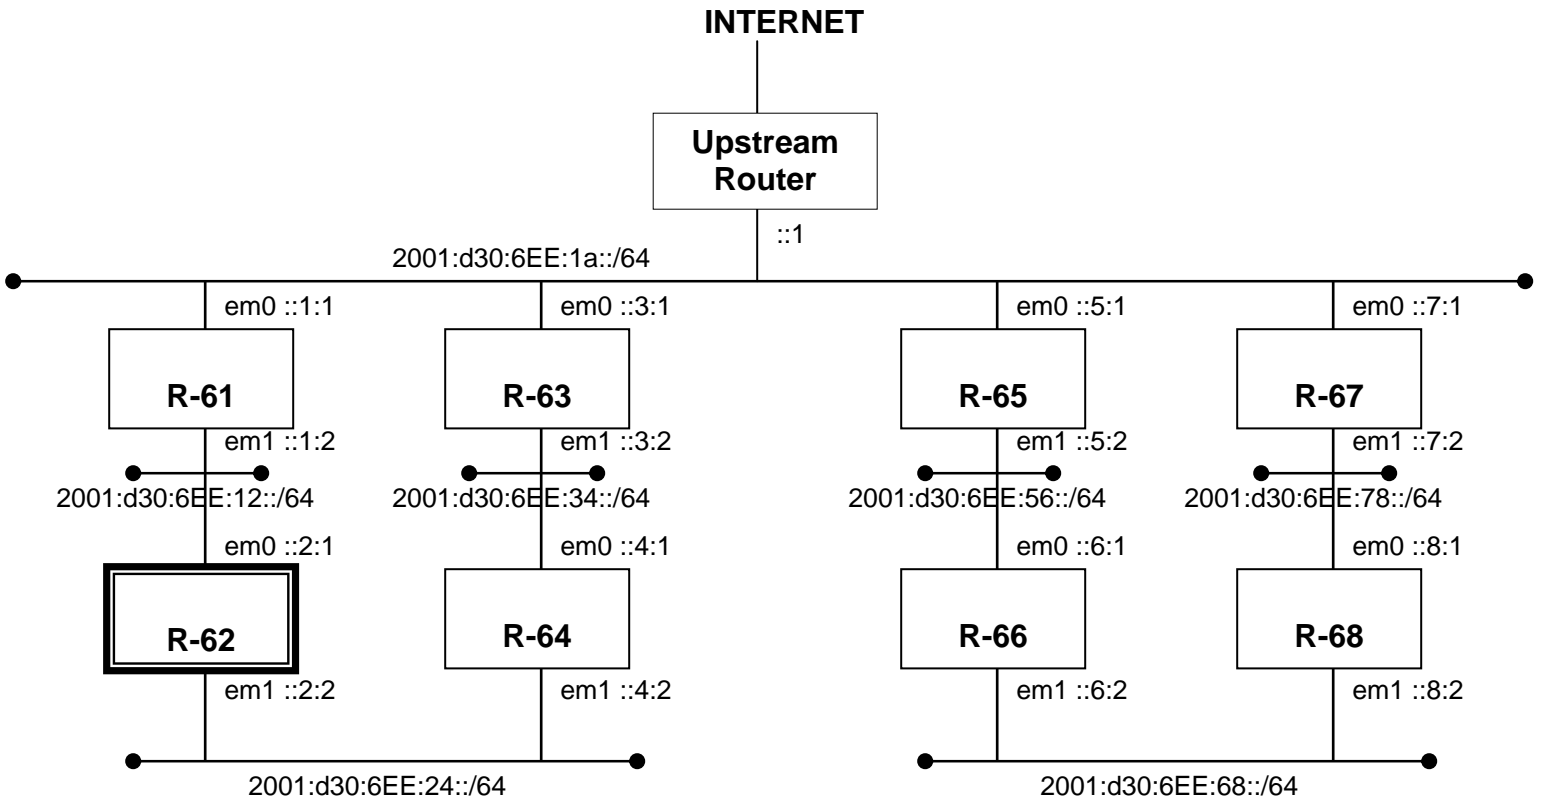 INTERNET
Upstream
Router
::1
2001:d30:6EE:1a::/64
em0 ::1:1
em0 ::3:1
em0 ::5:1
em0 ::7:1
R-61
R-63
R-65
R-67
em1 ::1:2
em1 ::3:2
em1 ::5:2
em1 ::7:2
2001:d30:6EE:12::/64
2001:d30:6EE:34::/64
2001:d30:6EE:56::/64
2001:d30:6EE:78::/64
em0 ::2:1
em0 ::4:1
em0 ::6:1
em0 ::8:1
R-62
R-64
R-66
R-68
em1 ::2:2
em1 ::4:2
em1 ::6:2
em1 ::8:2
2001:d30:6EE:24::/64
2001:d30:6EE:68::/64